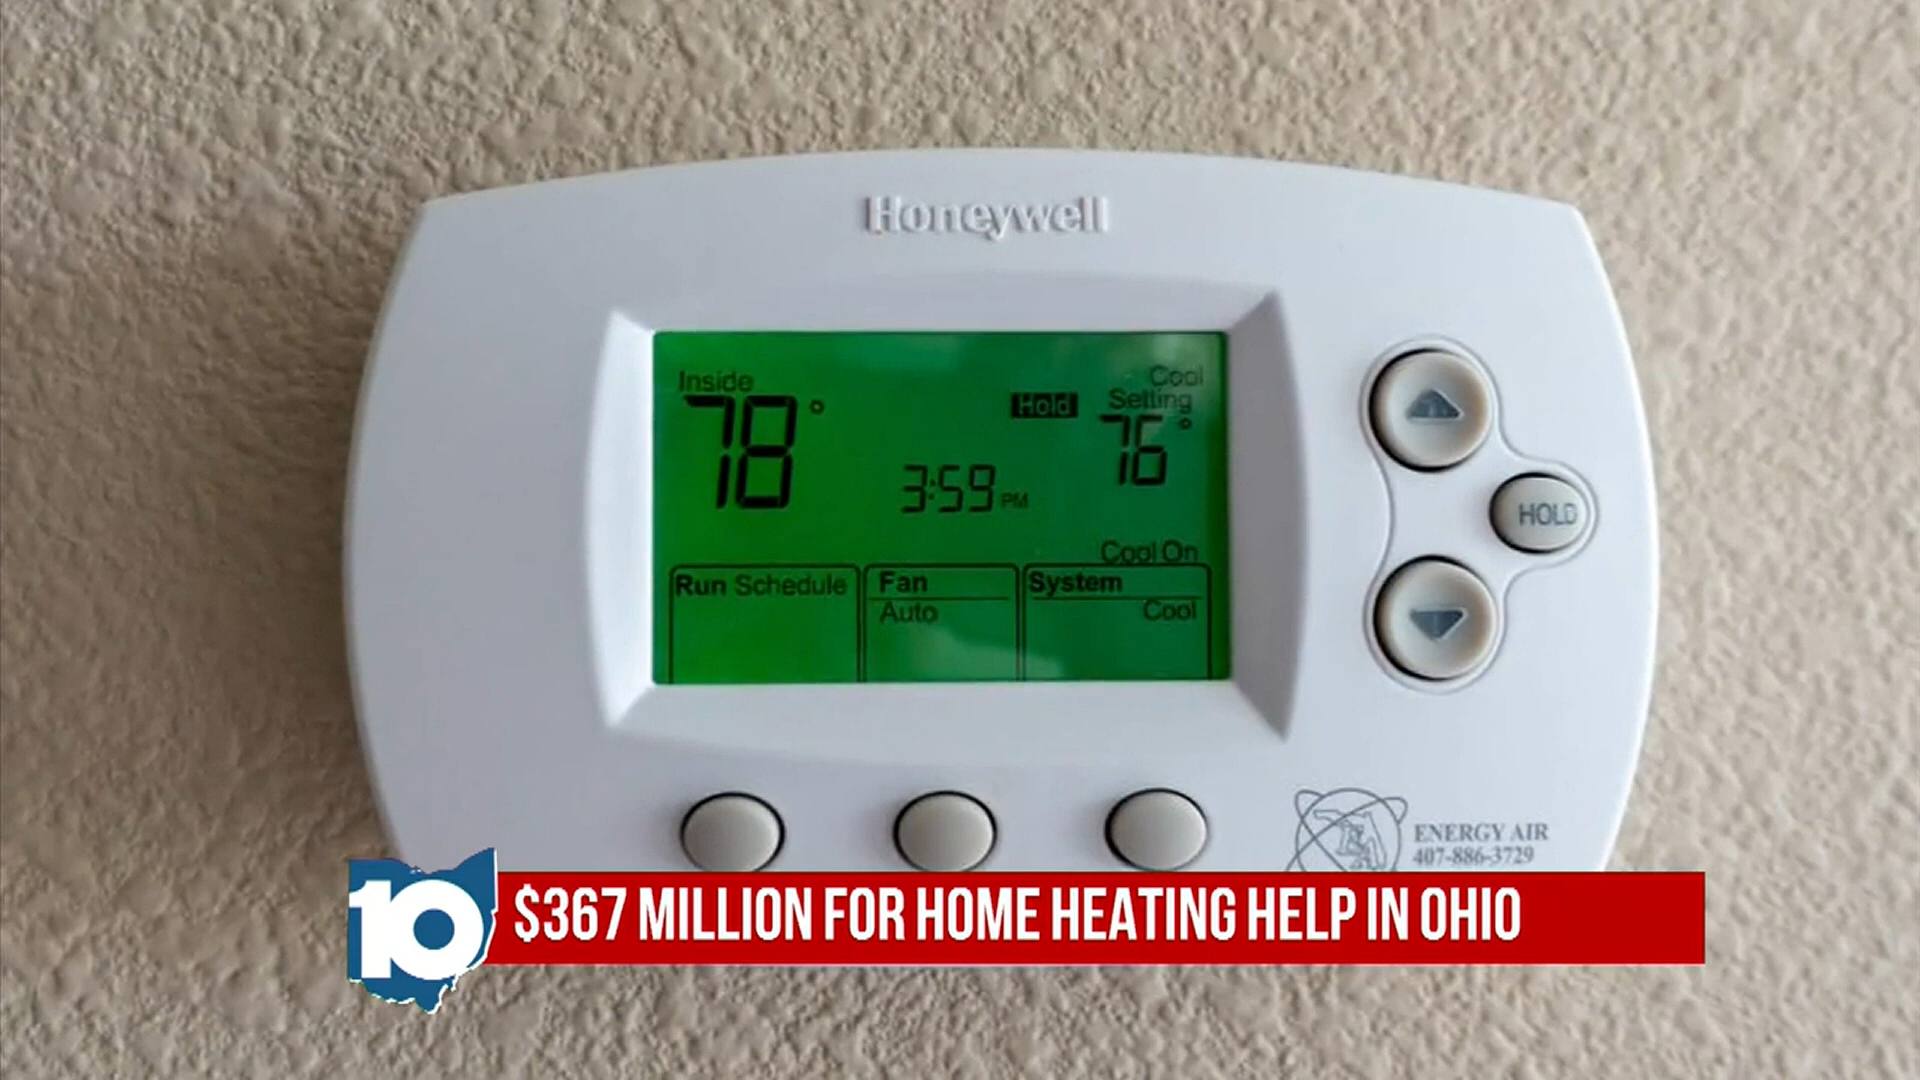 Honeywell
Inside
78°
Hold
Cool
Setting
76°
3:59 PM
Cool On
Run Schedule
Fan
Auto
System
Cool
HOLD
ENERGY AIR
407-886-3729
10
$367 MILLION FOR HOME HEATING HELP IN OHIO